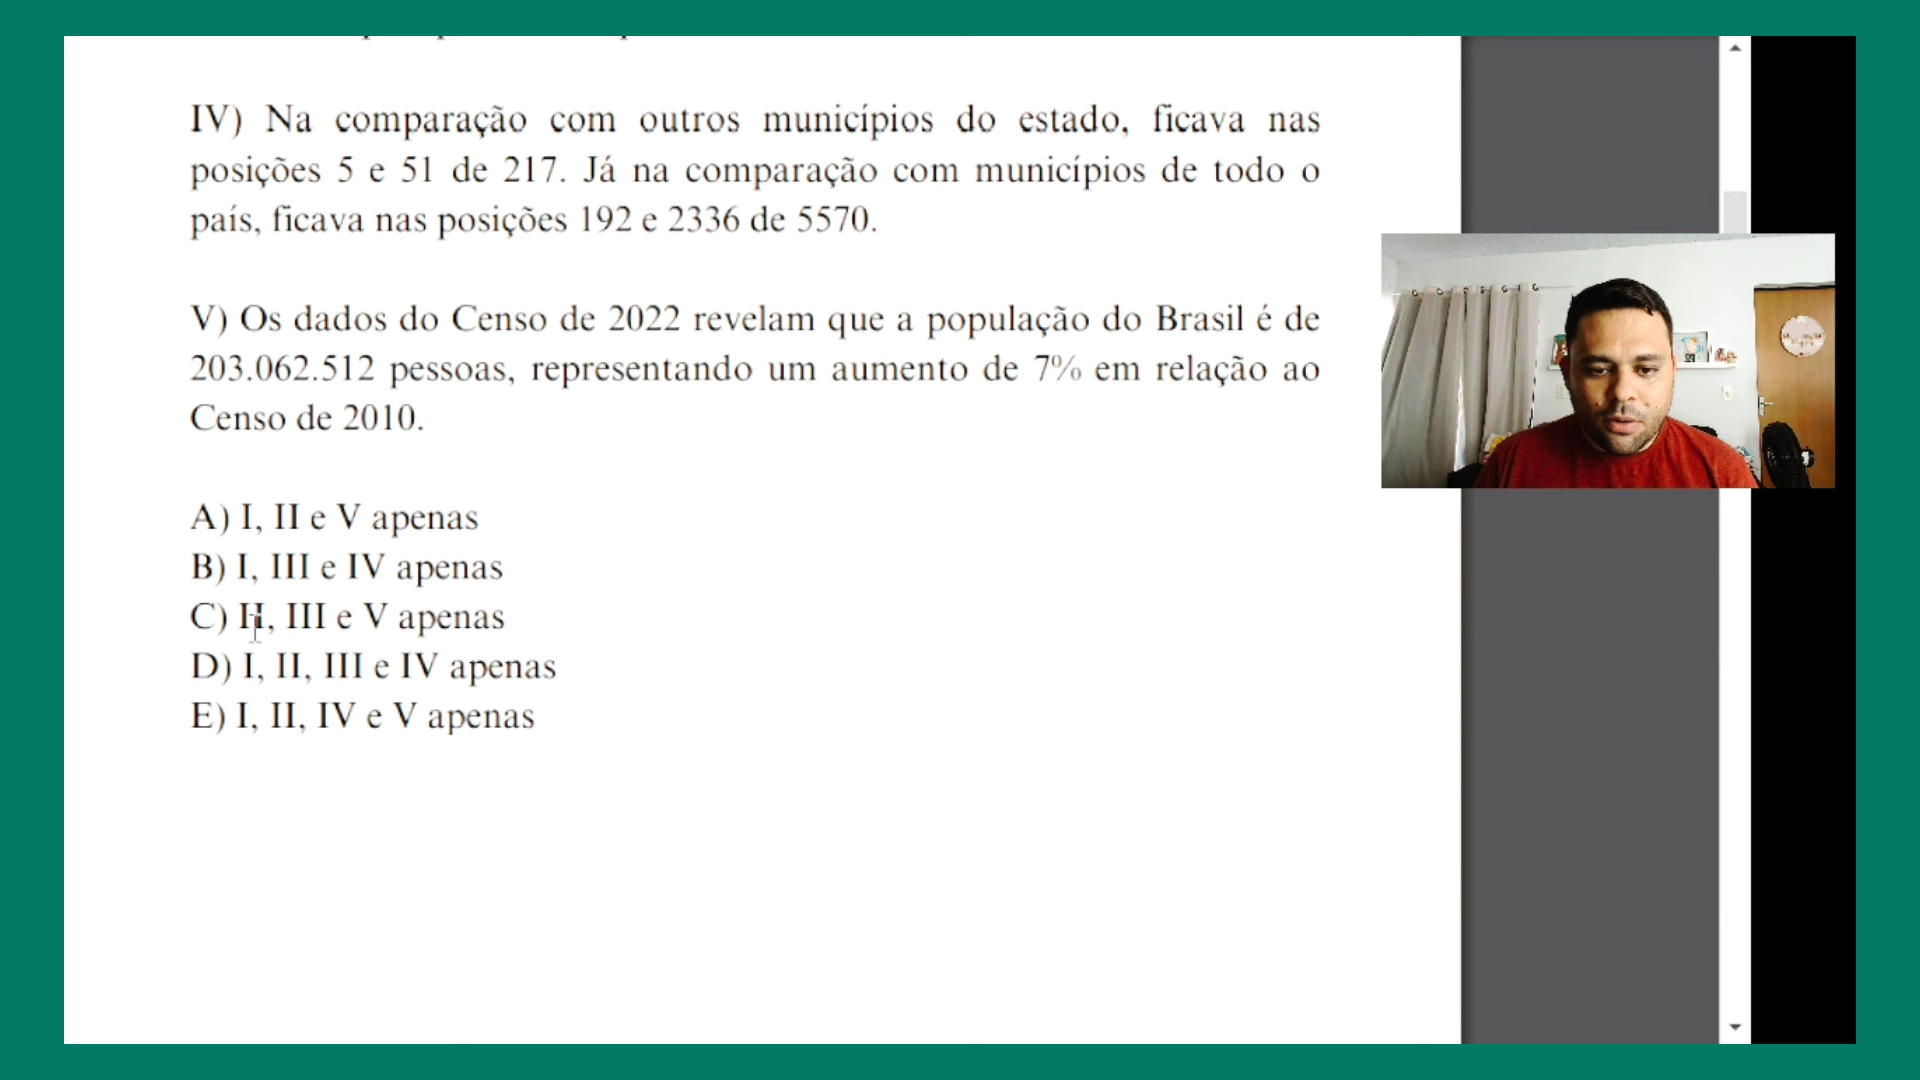 IV) Na comparação com outros municípios do estado, ficava nas
posições 5 e 51 de 217. Já na comparação com municípios de todo o
país, ficava nas posições 192 e 2336 de 5570.
V) Os dados do Censo de 2022 revelam que a população do Brasil é de
203.062.512 pessoas, representando um aumento de 7% em relação ao
Censo de 2010.
A) I, II e V apenas
B) I, III e IV apenas
C) II, III e V apenas
D) I, II, III e IV apenas
E) I, II, IV e V apenas